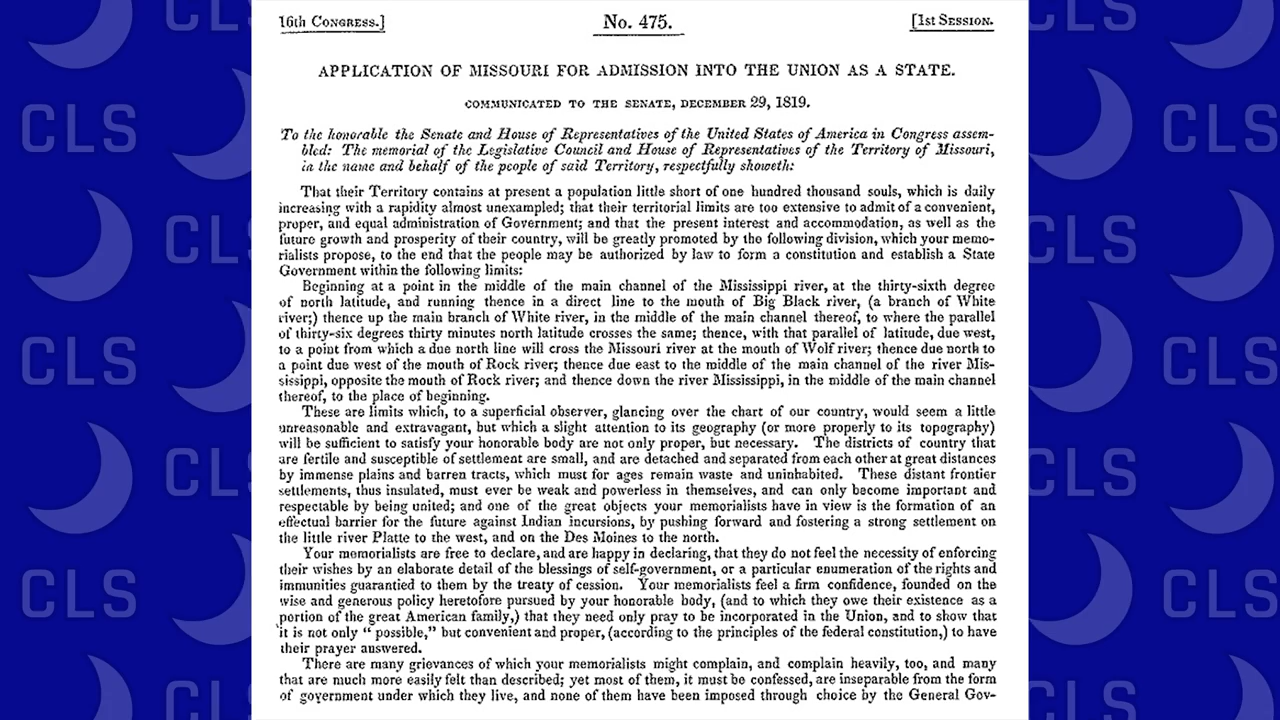 16th CONGRESS.] No. 475. [1st SESSION.
APPLICATION OF MISSOURI FOR ADMISSION INTO THE UNION AS A STATE.
COMMUNICATED TO THE SENATE, DECEMBER 29, 1819.
To the honorable the Senate and House of Representatives of the United States of America in Congress assem-
bled: The memorial of the Legislative Council and House of Representatives of the Territory of Missouri,
in the name and behalf of the people of said Territory, respectfully showeth:
That their Territory contains at present a population little short of one hundred thousand souls, which is daily
increasing with a rapidity almost unexampled; that their territorial limits are too extensive to admit of a convenient,
proper, and equal administration of Government; and that the present interest and accommodation, as well as the
future growth and prosperity of their country, will be greatly promoted by the following division, which your memo-
rialists propose, to the end that the people may be authorized by law to form a constitution and establish a State
Government within the following limits:
Beginning at a point in the middle of the main channel of the Mississippi river, at the thirty-sixth degree
of north latitude, and running thence in a direct line to the mouth of Big Black river, (a branch of White
river;) thence up the main branch of White river, in the middle of the main channel thereof, to where the parallel
of thirty-six degrees thirty minutes north latitude crosses the same; thence, with that parallel of latitude, due west,
to a point from which a due north line will cross the Missouri river at the mouth of Wolf river; thence due north to
a point due west of the mouth of Rock river; thence due east to the middle of the main channel of the river Mis-
sissippi, opposite the mouth of Rock river; and thence down the river Mississippi, in the middle of the main channel
thereof, to the place of beginning.
These are limits which, to a superficial observer, glancing over the chart of our country, would seem a little
unreasonable and extravagant, but which a slight attention to its geography (or more properly to its topography)
will be sufficient to satisfy your honorable body are not only proper, but necessary. The districts of country that
are fertile and susceptible of settlement are small, and are detached and separated from each other at great distances
by immense plains and barren tracts, which must for ages remain waste and uninhabited. These distant frontier
settlements, thus insulated, must ever be weak and powerless in themselves, and can only become important and
respectable by being united; and one of the great objects your memorialists have in view is the formation of an
effectual barrier for the future against Indian incursions, by pushing forward and fostering a strong settlement on
the little river Platte to the west, and on the Des Moines to the north.
Your memorialists are free to declare, and are happy in declaring, that they do not feel the necessity of enforcing
their wishes by an elaborate detail of the blessings of self-government, or a particular enumeration of the rights and
immunities guarantied to them by the treaty of cession. Your memorialists feel a firm confidence, founded on the
wise and generous policy heretofore pursued by your honorable body, (and to which they owe their existence as a
portion of the great American family,) that they need only pray to be incorporated in the Union, and to show that
it is not only "possible," but convenient and proper, (according to the principles of the federal constitution,) to have
their prayer answered.
There are many grievances of which your memorialists might complain, and complain heavily, too, and many
that are much more easily felt than described; yet most of them, it must be confessed, are inseparable from the form
of government under which they live, and none of them have been imposed through choice by the General Gov-
CLS
CLS
CLS
CLS
CLS
CLS
CLS
CLS
CLS
CLS
CLS
CLS